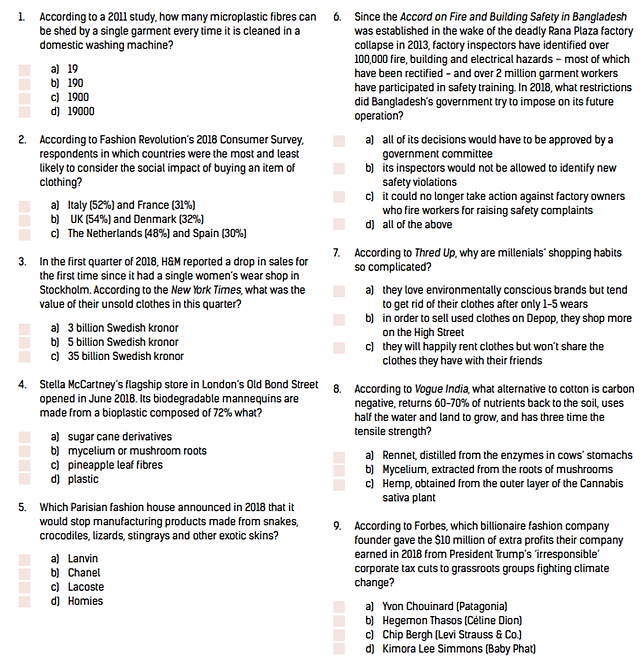 1. According to a 2011 study, how many microplastic fibres can
be shed by a single garment every time it is cleaned in a
domestic washing machine?
a) 19
b) 190
c) 1900
d) 19000
2. According to Fashion Revolution's 2018 Consumer Survey,
respondents in which countries were the most and least
likely to consider the social impact of buying an item of
clothing?
a) Italy (52%) and France (31%)
b) UK (54%) and Denmark (32%)
c) The Netherlands (48%) and Spain (30%)
3. In the first quarter of 2018, H&M reported a drop in sales for
the first time since it had a single women's wear shop in
Stockholm. According to the New York Times, what was the
value of their unsold clothes in this quarter?
a) 3 billion Swedish kronor
b) 5 billion Swedish kronor
c) 35 billion Swedish kronor
4. Stella McCartney's flagship store in London's Old Bond Street
opened in June 2018. Its biodegradable mannequins are
made from a bioplastic composed of 72% what?
a) sugar cane derivatives
b) mycelium or mushroom roots
c) pineapple leaf fibres
d) plastic
5. Which Parisian fashion house announced in 2018 that it
would stop manufacturing products made from snakes,
crocodiles, lizards, stingrays and other exotic skins?
a) Lanvin
b) Chanel
c) Lacoste
d) Homies
6. Since the Accord on Fire and Building Safety in Bangladesh
was established in the wake of the deadly Rana Plaza factory
collapse in 2013, factory inspectors have identified over
100,000 fire, building and electrical hazards – most of which
have been rectified – and over 2 million garment workers
have participated in safety training. In 2018, what restrictions
did Bangladesh's government try to impose on its future
operation?
a) all of its decisions would have to be approved by a
government committee
b) its inspectors would not be allowed to identify new
safety violations
c) it could no longer take action against factory owners
who fire workers for raising safety complaints
d) all of the above
7. According to Thred Up, why are millenials' shopping habits
so complicated?
a) they love environmentally conscious brands but tend
to get rid of their clothes after only 1-5 wears
b) in order to sell used clothes on Depop, they shop more
on the High Street
c) they will happily rent clothes but won't share the
clothes they have with their friends
8. According to Vogue India, what alternative to cotton is carbon
negative, returns 60-70% of nutrients back to the soil, uses
half the water and land to grow, and has three time the
tensile strength?
a) Rennet, distilled from the enzymes in cows' stomachs
b) Mycelium, extracted from the roots of mushrooms
c) Hemp, obtained from the outer layer of the Cannabis
sativa plant
9. According to Forbes, which billionaire fashion company
founder gave the $10 million of extra profits their company
earned in 2018 from President Trump's 'irresponsible'
corporate tax cuts to grassroots groups fighting climate
change?
a) Yvon Chouinard (Patagonia)
b) Hegemon Thasos (Céline Dion)
c) Chip Bergh (Levi Strauss & Co.)
d) Kimora Lee Simmons (Baby Phat)